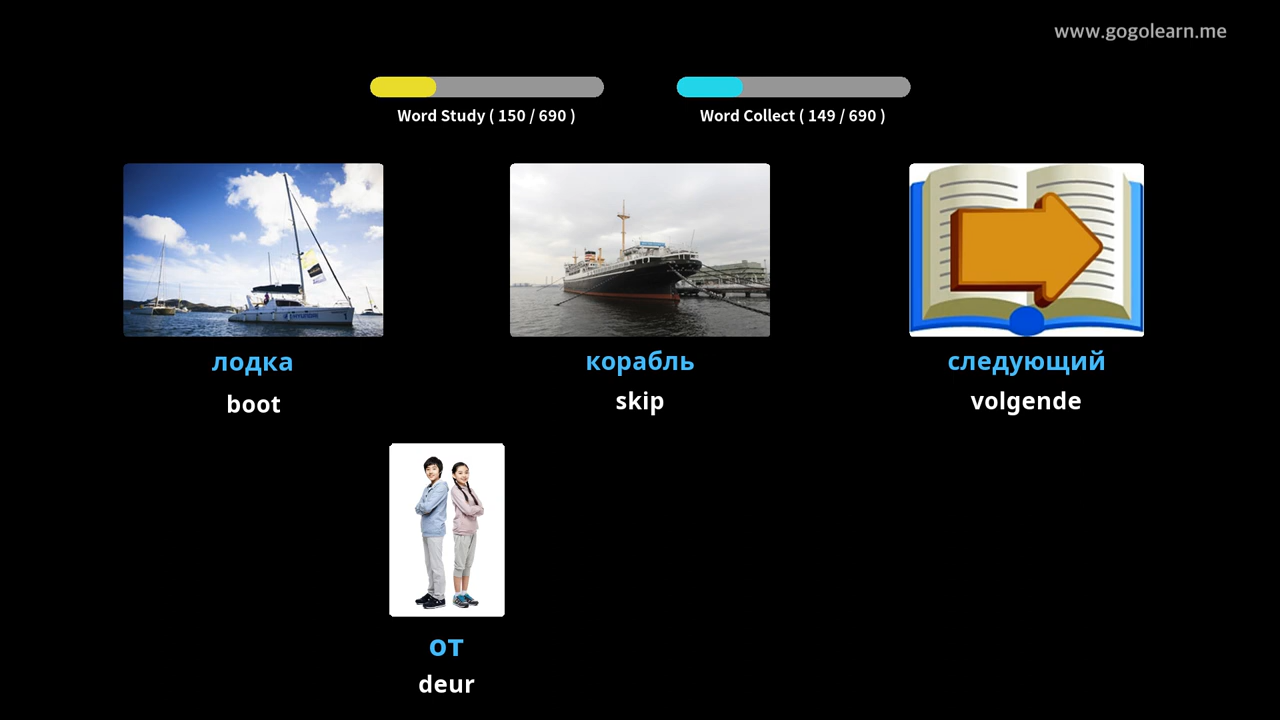 www.gogolearn.me
Word Study ( 150 / 690 )
Word Collect ( 149 / 690 )
лодка
boot
корабль
skip
следующий
volgende
от
deur